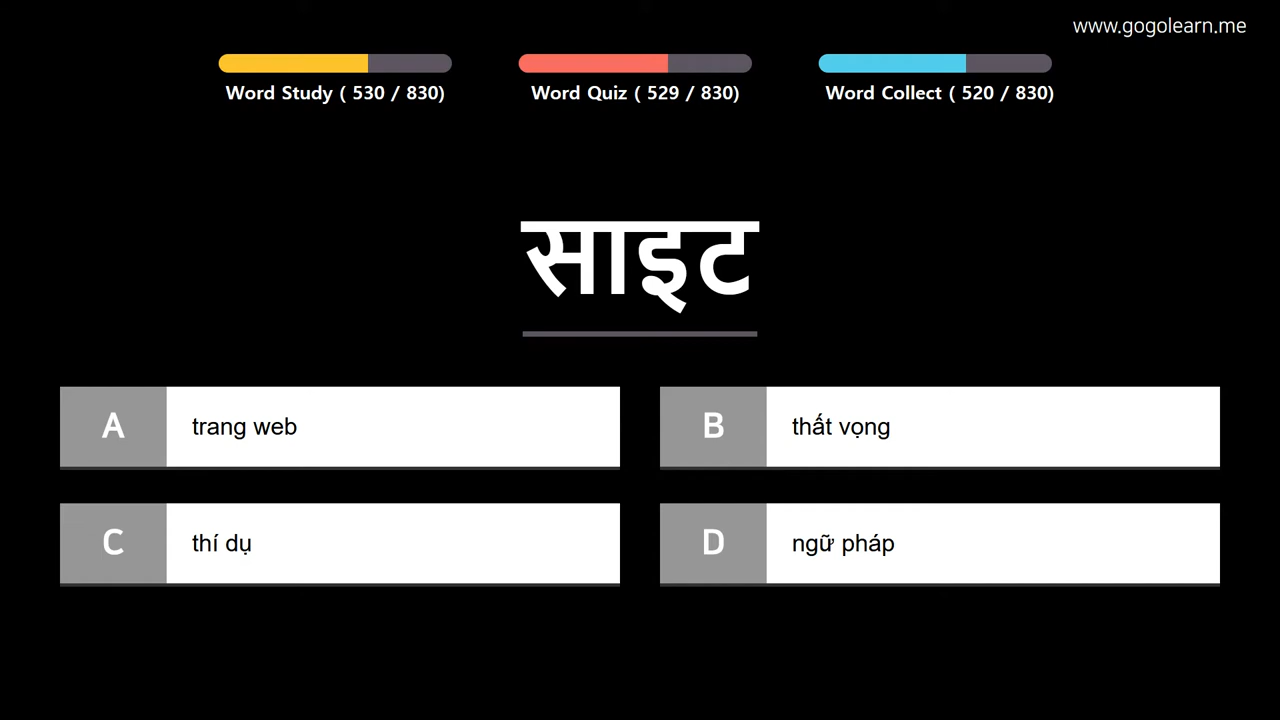 www.gogolearn.me
Word Study ( 530 / 830)
Word Quiz ( 529 / 830)
Word Collect ( 520 / 830)
साइट
A
trang web
B
thất vọng
C
thí dụ
D
ngữ pháp